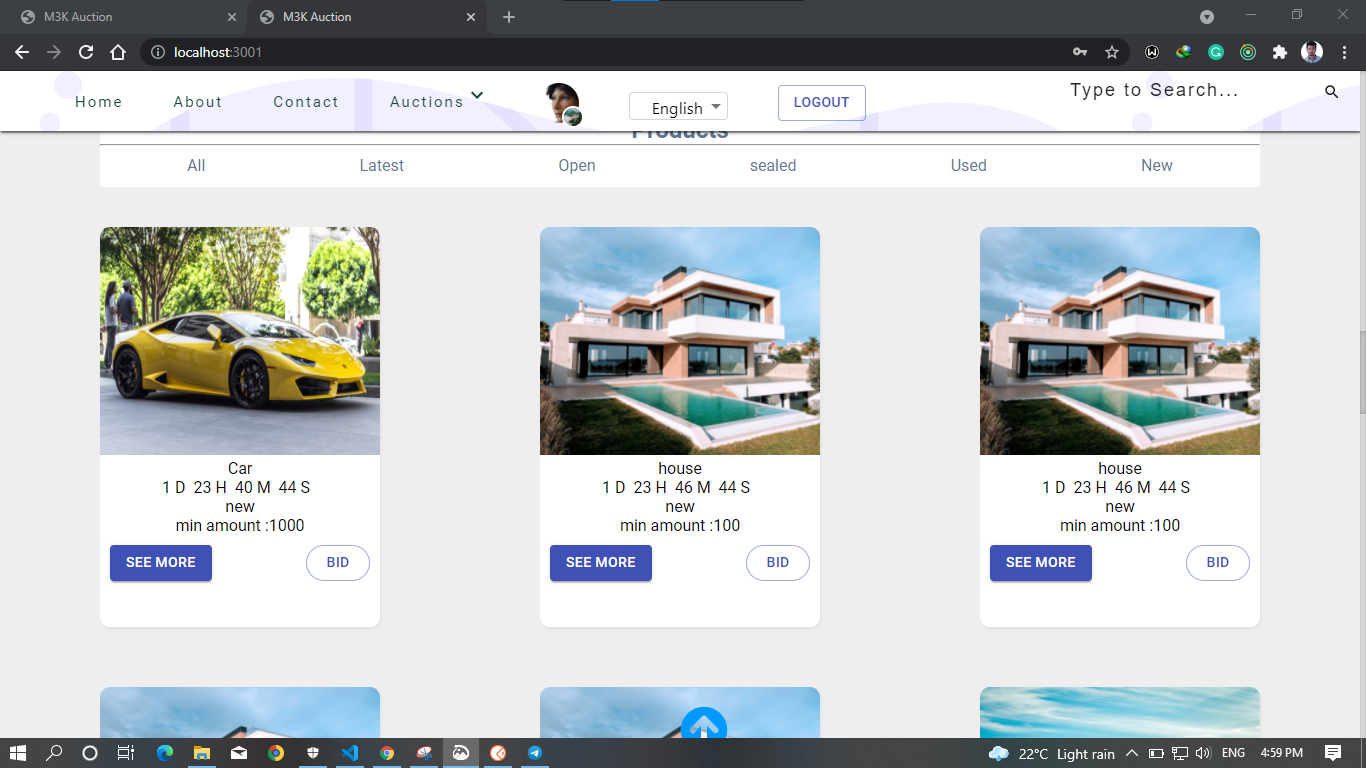 M3K Auction
M3K Auction
localhost:3001
Home About Contact Auctions English LOGOUT Type to Search...
Products
All Latest Open sealed Used New
Car
1 D 23 H 40 M 44 S
new
min amount :1000
SEE MORE BID
house
1 D 23 H 46 M 44 S
new
min amount :100
SEE MORE BID
house
1 D 23 H 46 M 44 S
new
min amount :100
SEE MORE BID
22°C Light rain ENG 4:59 PM